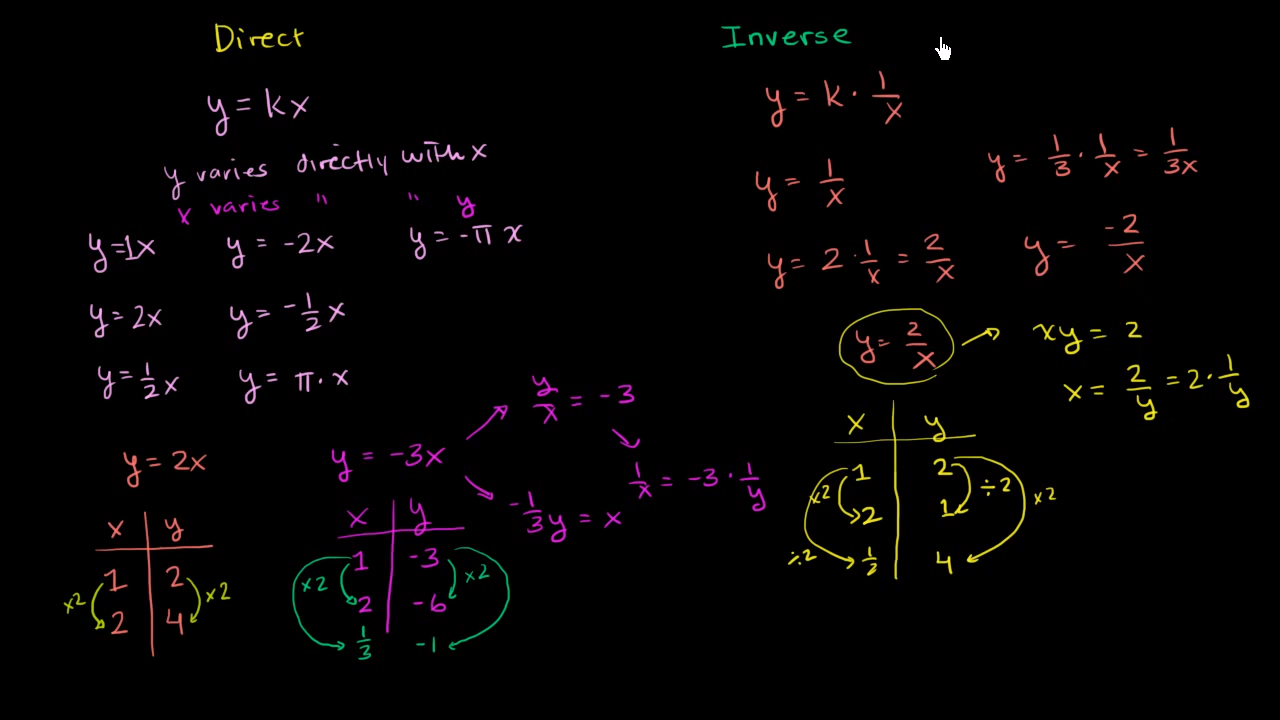 Direct
y = kx
y varies directly with x
x varies " " y
y = 1x
y = -2x
y = -π x
y = 2x
y = -1/2 x
y = 1/2 x
y = π · x
y = 2x
x y
1 2
2 4
×2
×2
y = -3x
y/x = -3
1/x = -3 · 1/y
-1/3 y = x
x y
1 -3
2 -6
1/3 -1
×2
×2
Inverse
y = k · 1/x
y = 1/x
y = 1/3 · 1/x = 1/3x
y = 2 · 1/x = 2/x
y = -2/x
y = 2/x
xy = 2
x = 2/y = 2 · 1/y
x y
1 2
2 1
1/2 4
×2
÷2
÷2
×2